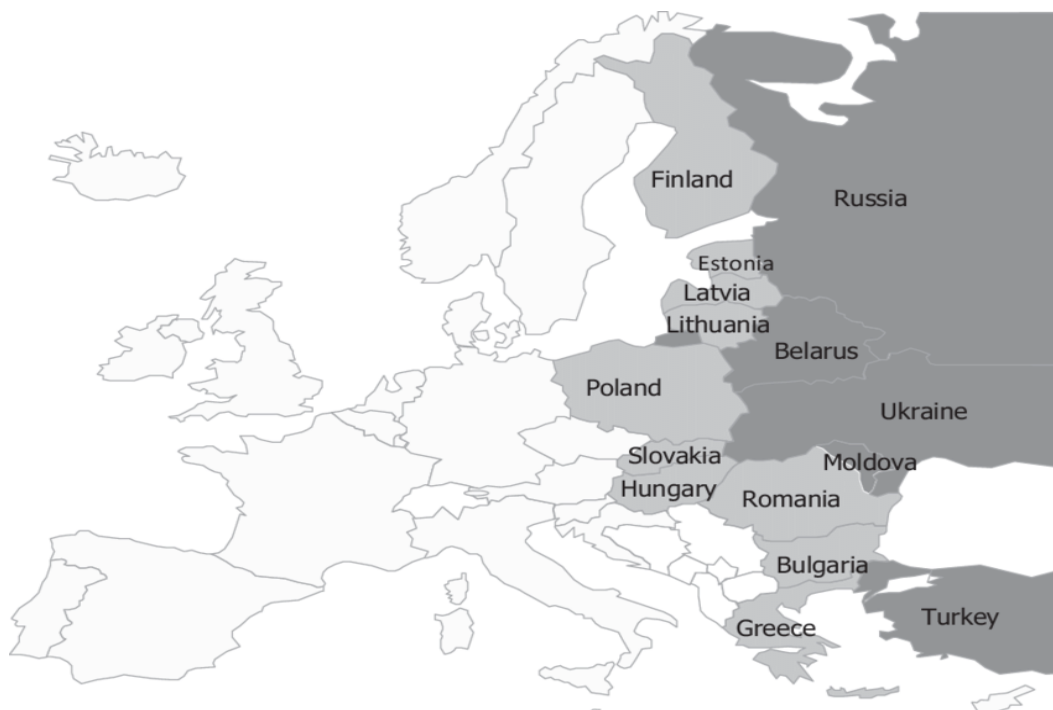 Finland
Russia
Estonia
Latvia
Lithuania
Belarus
Poland
Ukraine
Slovakia
Moldova
Hungary
Romania
Bulgaria
Turkey
Greece